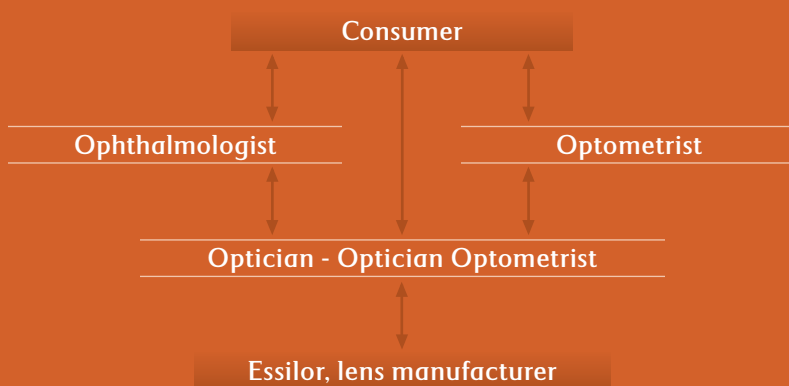 Consumer
Ophthalmologist
Optometrist
Optician - Optician Optometrist
Essilor, lens manufacturer